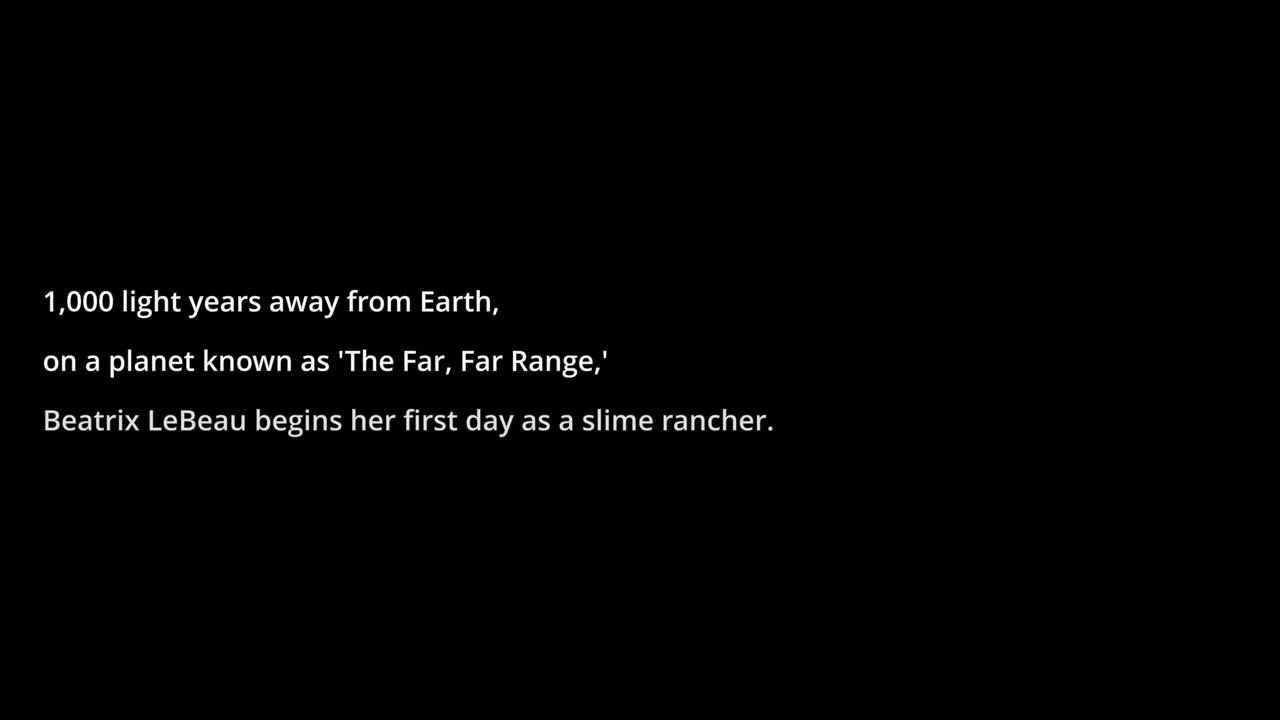 1,000 light years away from Earth,
on a planet known as 'The Far, Far Range,'
Beatrix LeBeau begins her first day as a slime rancher.